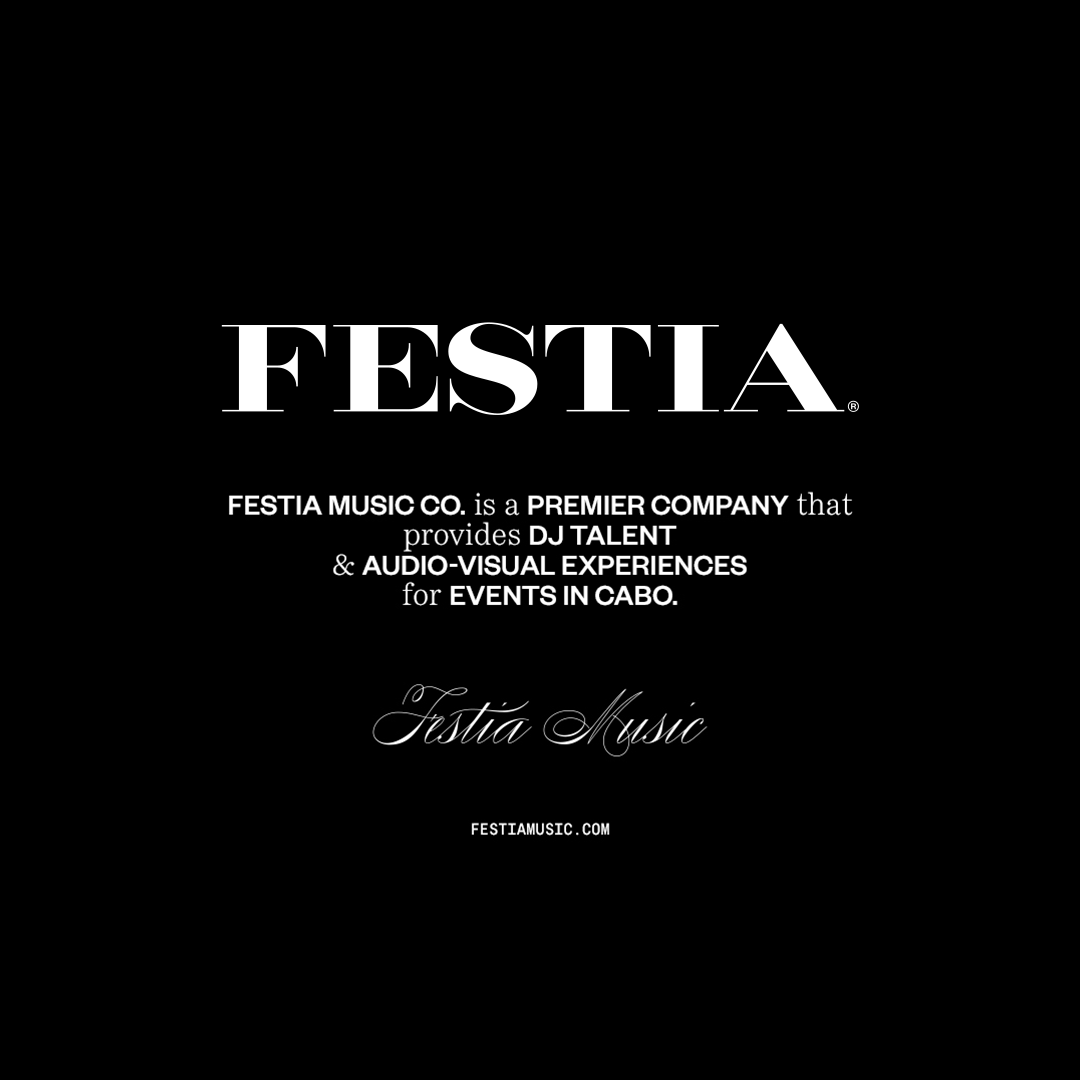 FESTIA®
FESTIA MUSIC CO. is a PREMIER COMPANY that
provides DJ TALENT
& AUDIO-VISUAL EXPERIENCES
for EVENTS IN CABO.
Festia Music
FESTIAMUSIC.COM